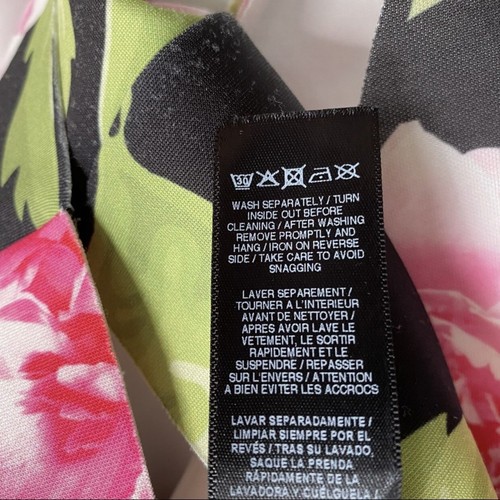 30
WASH SEPARATELY / TURN
INSIDE OUT BEFORE
CLEANING / AFTER WASHING
REMOVE PROMPTLY AND
HANG / IRON ON REVERSE
SIDE / TAKE CARE TO AVOID
SNAGGING
LAVER SEPAREMENT /
TOURNER A L'INTERIEUR
AVANT DE NETTOYER /
APRES AVOIR LAVE LE
VETEMENT, LE SORTIR
RAPIDEMENT ET LE
SUSPENDRE / REPASSER
SUR L'ENVERS / ATTENTION
A BIEN EVITER LES ACCROCS
LAVAR SEPARADAMENTE /
LIMPIAR SIEMPRE POR EL
REVÉS / TRAS SU LAVADO,
SAQUE LA PRENDA
RÁPIDAMENTE DE LA
LAVADORA Y CUÉLGUELA